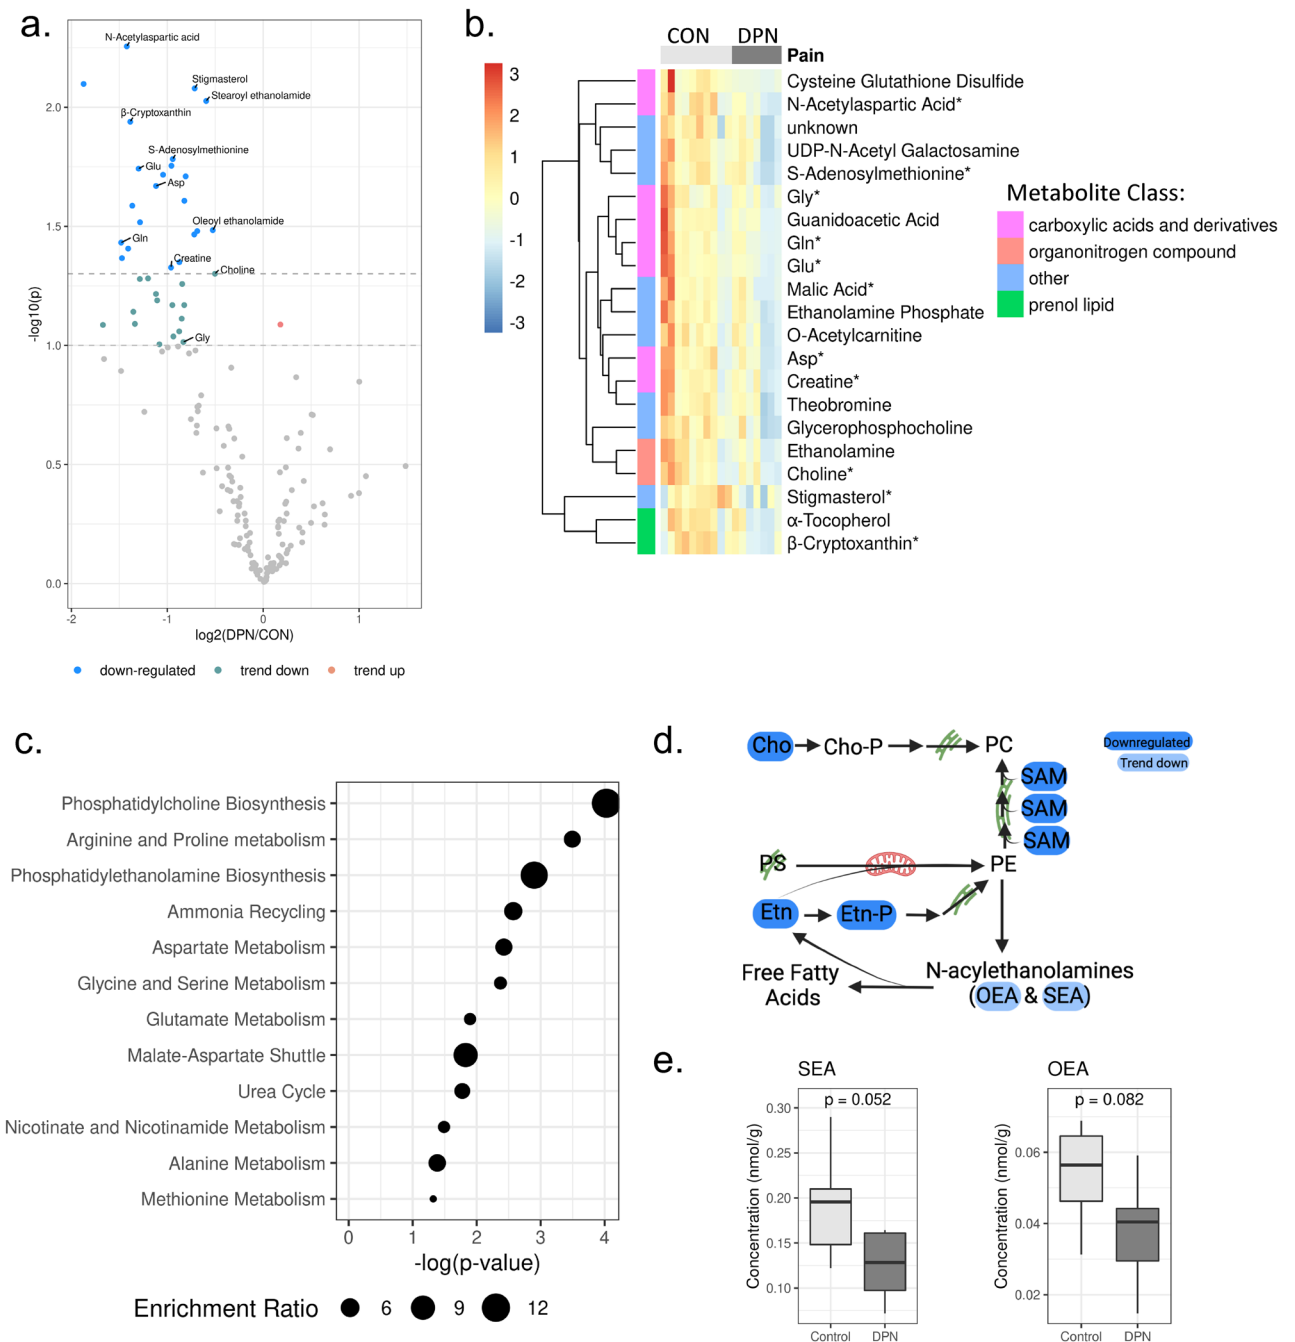 a.
N-Acetylaspartic acid
Stigmasterol
Stearoyl ethanolamide
β-Cryptoxanthin
S-Adenosylmethionine
Glu
Asp
Oleoyl ethanolamide
Gln
Creatine
Choline
Gly
2.0
1.5
1.0
0.5
0.0
-log10(p)
-2
-1
0
1
log2(DPN/CON)
down-regulated
trend down
trend up
b.
CON
DPN
Pain
3
2
1
0
-1
-2
-3
Cysteine Glutathione Disulfide
N-Acetylaspartic Acid*
unknown
UDP-N-Acetyl Galactosamine
S-Adenosylmethionine*
Gly*
Guanidoacetic Acid
Gln*
Glu*
Malic Acid*
Ethanolamine Phosphate
O-Acetylcarnitine
Asp*
Creatine*
Theobromine
Glycerophosphocholine
Ethanolamine
Choline*
Stigmasterol*
α-Tocopherol
β-Cryptoxanthin*
Metabolite Class:
carboxylic acids and derivatives
organonitrogen compound
other
prenol lipid
c.
Phosphatidylcholine Biosynthesis
Arginine and Proline metabolism
Phosphatidylethanolamine Biosynthesis
Ammonia Recycling
Aspartate Metabolism
Glycine and Serine Metabolism
Glutamate Metabolism
Malate-Aspartate Shuttle
Urea Cycle
Nicotinate and Nicotinamide Metabolism
Alanine Metabolism
Methionine Metabolism
0
1
2
3
4
-log(p-value)
Enrichment Ratio
6
9
12
d.
Cho
Cho-P
PC
Downregulated
Trend down
SAM
SAM
SAM
PS
PE
Etn
Etn-P
Free Fatty
Acids
N-acylethanolamines
(OEA & SEA)
e.
SEA
p = 0.052
0.30
0.20
0.15
0.10
Concentration (nmol/g)
Control
DPN
OEA
p = 0.082
0.06
0.04
0.02
Concentration (nmol/g)
Control
DPN